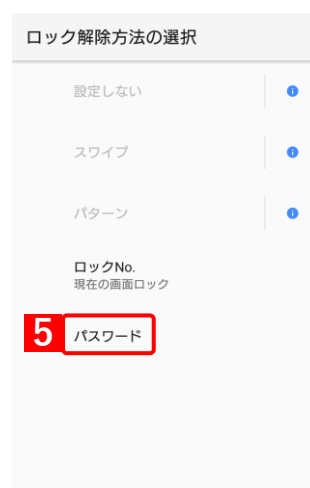 ロック解除方法の選択
設定しない
スワイプ
パターン
ロックNo.
現在の画面ロック
5 パスワード